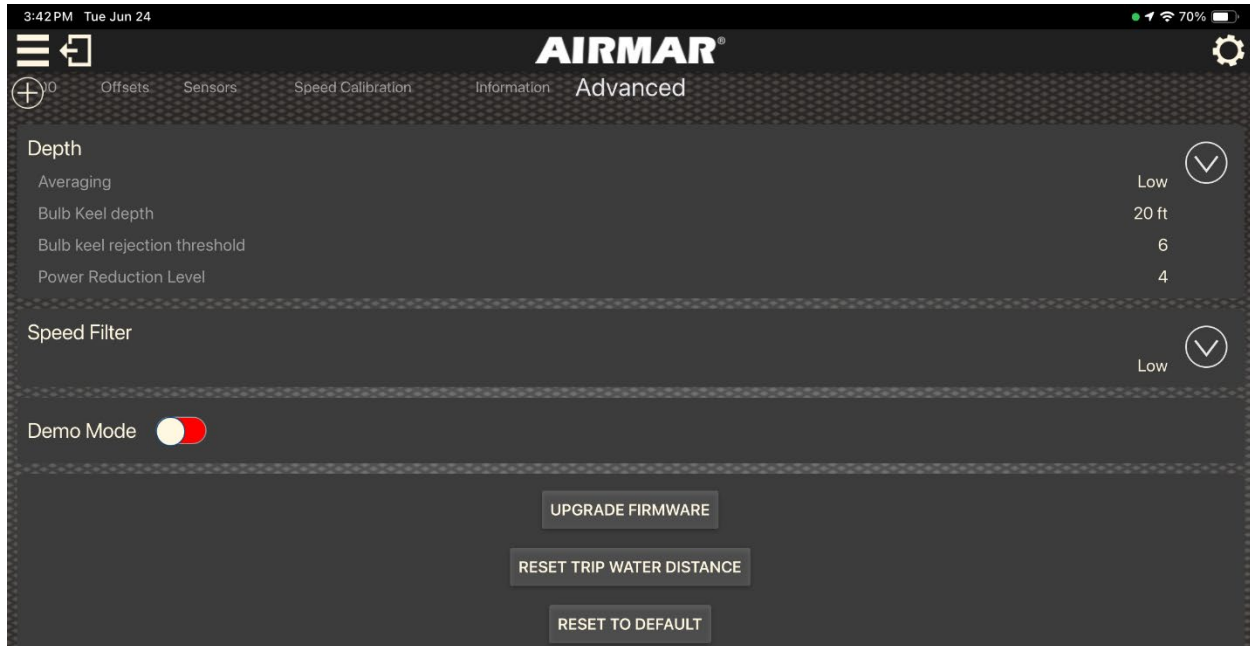 3:42 PM Tue Jun 24 70%
AIRMAR®
Offsets Sensors Speed Calibration Information Advanced
Depth
Averaging Low
Bulb Keel depth 20 ft
Bulb keel rejection threshold 6
Power Reduction Level 4
Speed Filter
Low
Demo Mode
UPGRADE FIRMWARE
RESET TRIP WATER DISTANCE
RESET TO DEFAULT